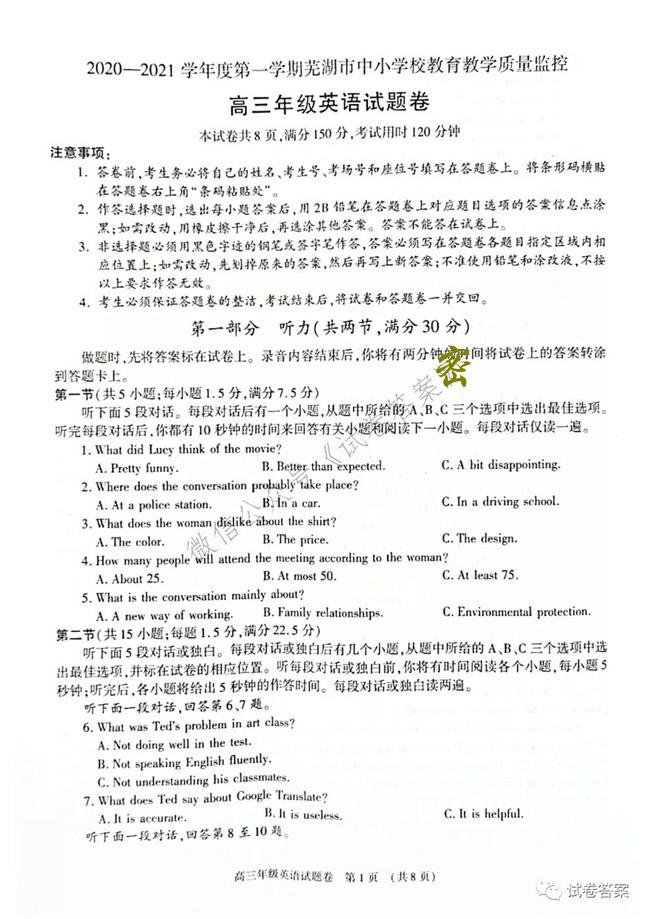 2020—2021学年度第一学期芜湖市中小学校教育教学质量监控
高三年级英语试题卷
本试卷共8页,满分150分,考试用时120分钟
注意事项:
1. 答卷前,考生务必将自己的姓名、考生号、考场号和座位号填写在答题卷上。将条形码横贴
在答题卷右上角“条码粘贴处”。
2. 作答选择题时,选出每小题答案后,用2B铅笔在答题卷上对应题目选项的答案信息点涂
黑;如需改动,用橡皮擦干净后,再选涂其他答案。答案不能答在试卷上。
3. 非选择题必须用黑色字迹的钢笔或签字笔作答,答案必须写在答题卷各题目指定区域内相
应位置上;如需改动,先划掉原来的答案,然后再写上新答案;不准使用铅笔和涂改液,不按
以上要求作答无效。
4. 考生必须保证答题卷的整洁,考试结束后,将试卷和答题卷一并交回。
第一部分 听力(共两节,满分30分)
做题时,先将答案标在试卷上。录音内容结束后,你将有两分钟的时间将试卷上的答案转涂
到答题卡上。
密
第一节(共5小题;每小题1.5分,满分7.5分)
听下面5段对话。每段对话后有一个小题,从题中所给的A、B、C三个选项中选出最佳选项。
听完每段对话后,你都有10秒钟的时间来回答有关小题和阅读下一小题。每段对话仅读一遍。
1. What did Lucy think of the movie?
A. Pretty funny. B. Better than expected. C. A bit disappointing.
2. Where does the conversation probably take place?
A. At a police station. B. In a car. C. In a driving school.
3. What does the woman dislike about the shirt?
A. The color. B. The price. C. The design.
4. How many people will attend the meeting according to the woman?
A. About 25. B. At most 50. C. At least 75.
5. What is the conversation mainly about?
A. A new way of working. B. Family relationships. C. Environmental protection.
第二节(共15小题;每题1.5分,满分22.5分)
听下面5段对话或独白。每段对话或独白后有几个小题,从题中所给的A、B、C三个选项中选
出最佳选项,并标在试卷的相应位置。听每段对话或独白前,你将有时间阅读各个小题,每小题5
秒钟;听完后,各小题将给出5秒钟的作答时间。每段对话或独白读两遍。
听下面一段对话,回答第6、7题。
6. What was Ted's problem in art class?
A. Not doing well in the test.
B. Not speaking English fluently.
C. Not understanding his classmates.
7. What does Ted say about Google Translate?
A. It is accurate. B. It is useless. C. It is helpful.
听下面一段对话,回答第8至10题。
高三年级英语试题卷 第1页 (共8页)
微信公众号《试卷答案》
试卷答案